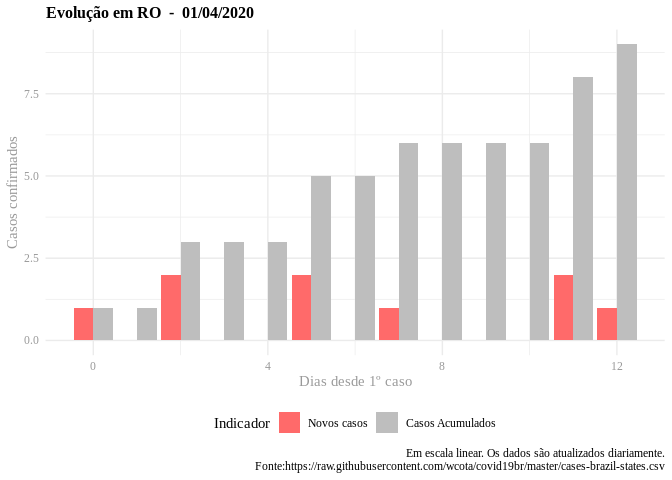 Evolução em RO  -  01/04/2020
Casos confirmados
7.5
5.0
2.5
0.0
0
4
8
12
Dias desde 1º caso
Indicador
Novos casos
Casos Acumulados
Em escala linear. Os dados são atualizados diariamente.
Fonte:https://raw.githubusercontent.com/wcota/covid19br/master/cases-brazil-states.csv